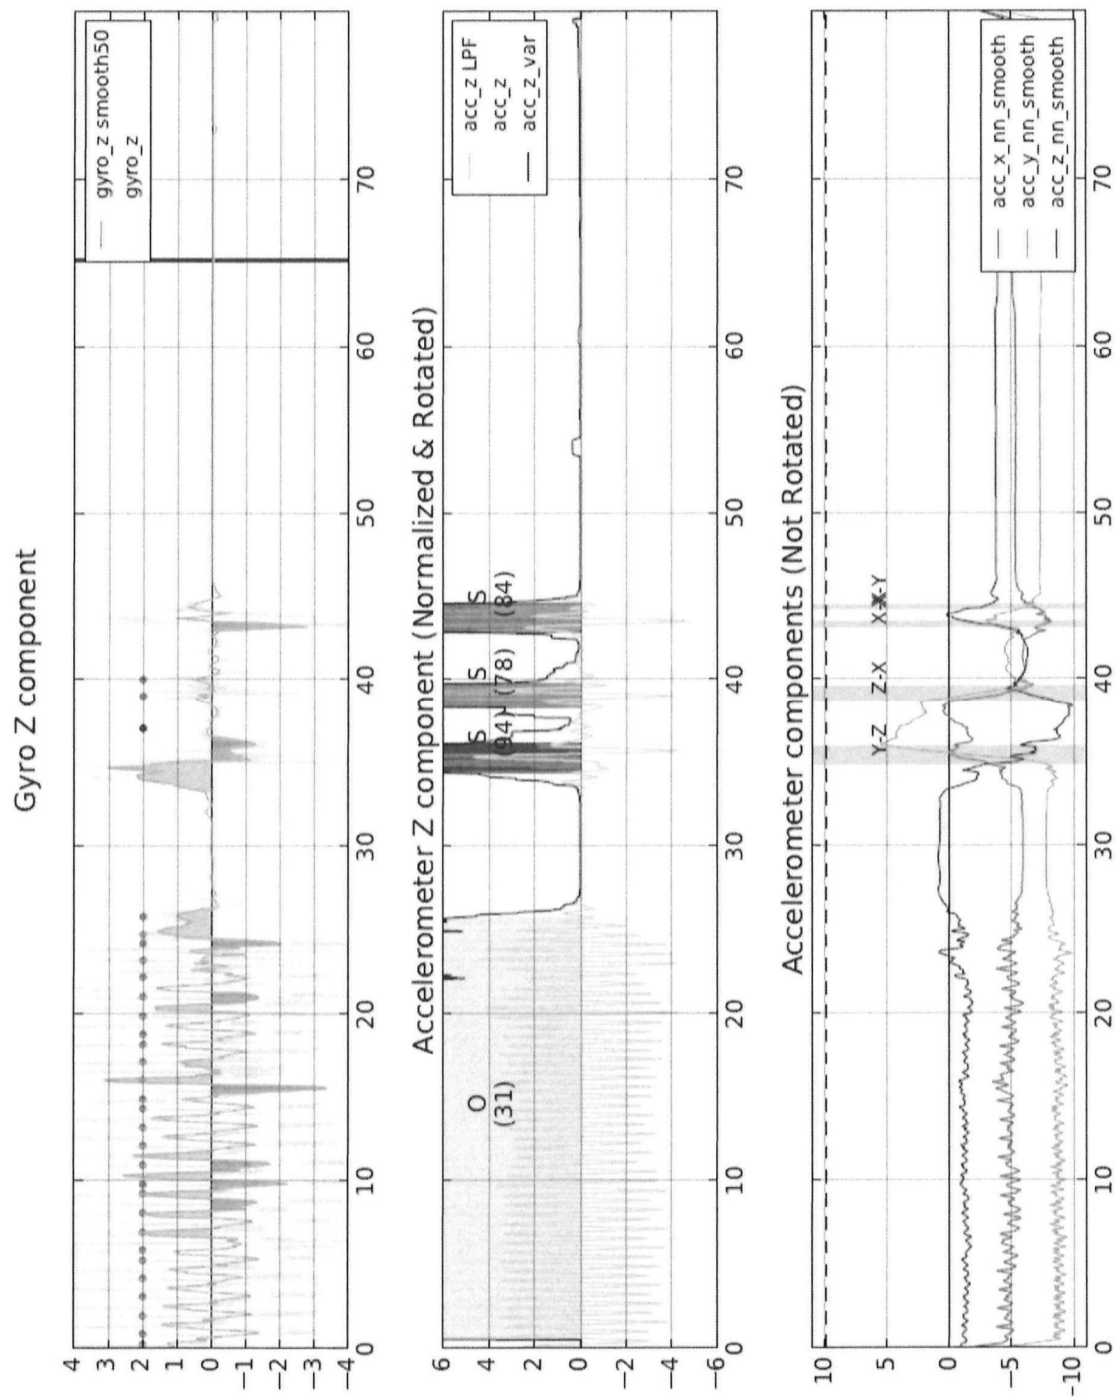 Gyro Z component
4
3
2
1
0
−1
−2
−3
−4
gyro_z smooth50
gyro_z
0
10
20
30
40
50
60
70
Accelerometer Z component (Normalized & Rotated)
6
4
2
0
−2
−4
−6
O
(31)
S
(94)
S
(78)
S
(84)
acc_z LPF
acc_z
acc_z_var
0
10
20
30
40
50
60
70
Accelerometer components (Not Rotated)
10
5
0
−5
−10
Y-Z
Z-X
acc_x_nn_smooth
acc_y_nn_smooth
acc_z_nn_smooth
0
10
20
30
40
50
60
70